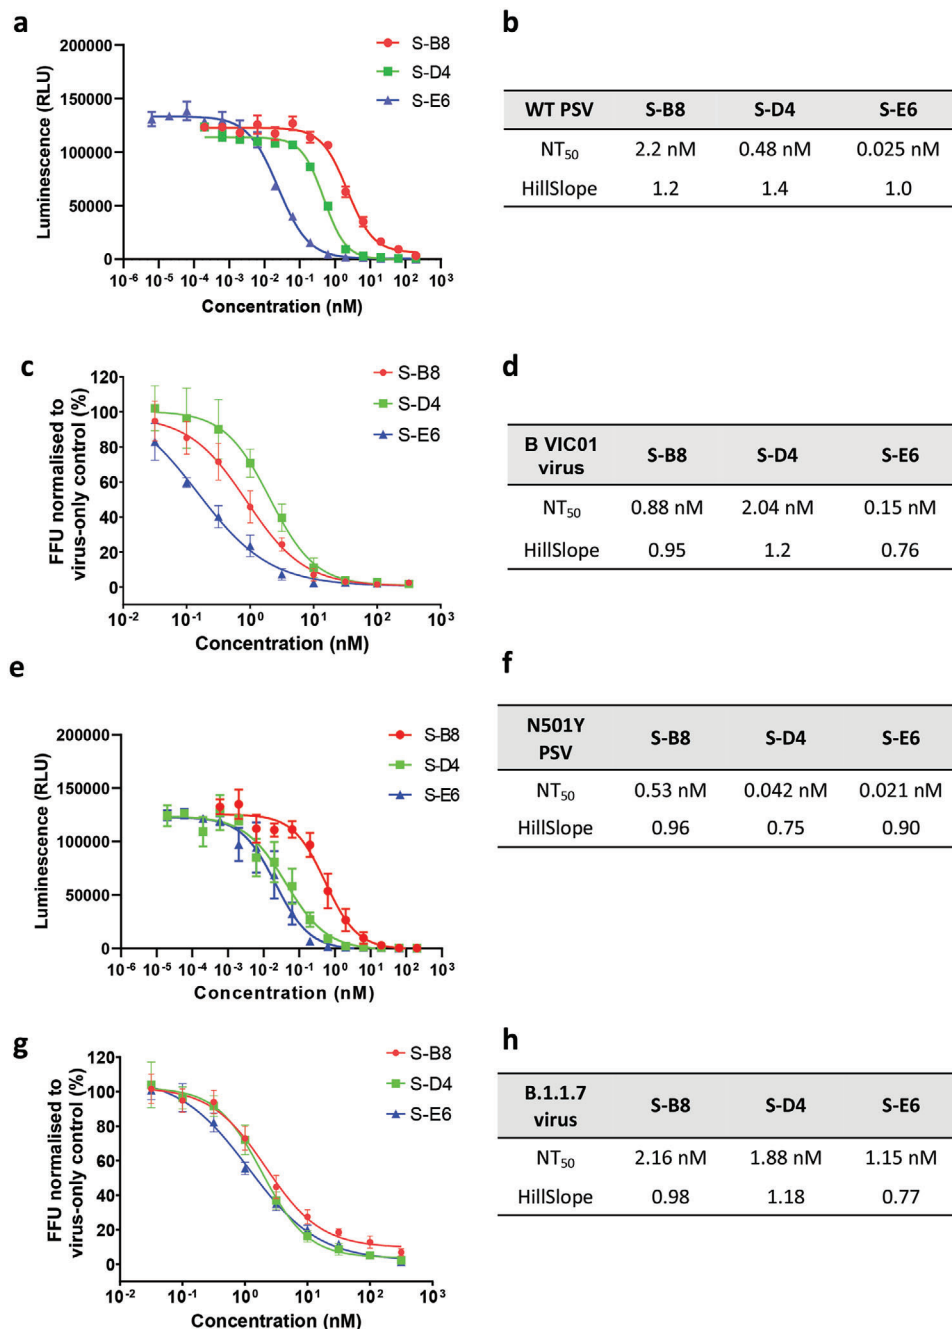 a
200000
150000
100000
50000
0
Luminescence (RLU)
10-6 10-5 10-4 10-3 10-2 10-1 100 101 102 103
Concentration (nM)
S-B8
S-D4
S-E6
b
WT PSV S-B8 S-D4 S-E6
NT50 2.2 nM 0.48 nM 0.025 nM
HillSlope 1.2 1.4 1.0
c
120
100
80
60
40
20
0
FFU normalised to
virus-only control (%)
10-2 10-1 100 101 102 103
Concentration (nM)
S-B8
S-D4
S-E6
d
B VIC01
virus
S-B8 S-D4 S-E6
NT50 0.88 nM 2.04 nM 0.15 nM
HillSlope 0.95 1.2 0.76
e
200000
150000
100000
50000
0
Luminescence (RLU)
10-6 10-5 10-4 10-3 10-2 10-1 100 101 102 103
Concentration (nM)
S-B8
S-D4
S-E6
f
N501Y
PSV
S-B8 S-D4 S-E6
NT50 0.53 nM 0.042 nM 0.021 nM
HillSlope 0.96 0.75 0.90
g
120
100
80
60
40
20
0
FFU normalised to
virus-only control (%)
10-2 10-1 100 101 102 103
Concentration (nM)
S-B8
S-D4
S-E6
h
B.1.1.7
virus
S-B8 S-D4 S-E6
NT50 2.16 nM 1.88 nM 1.15 nM
HillSlope 0.98 1.18 0.77